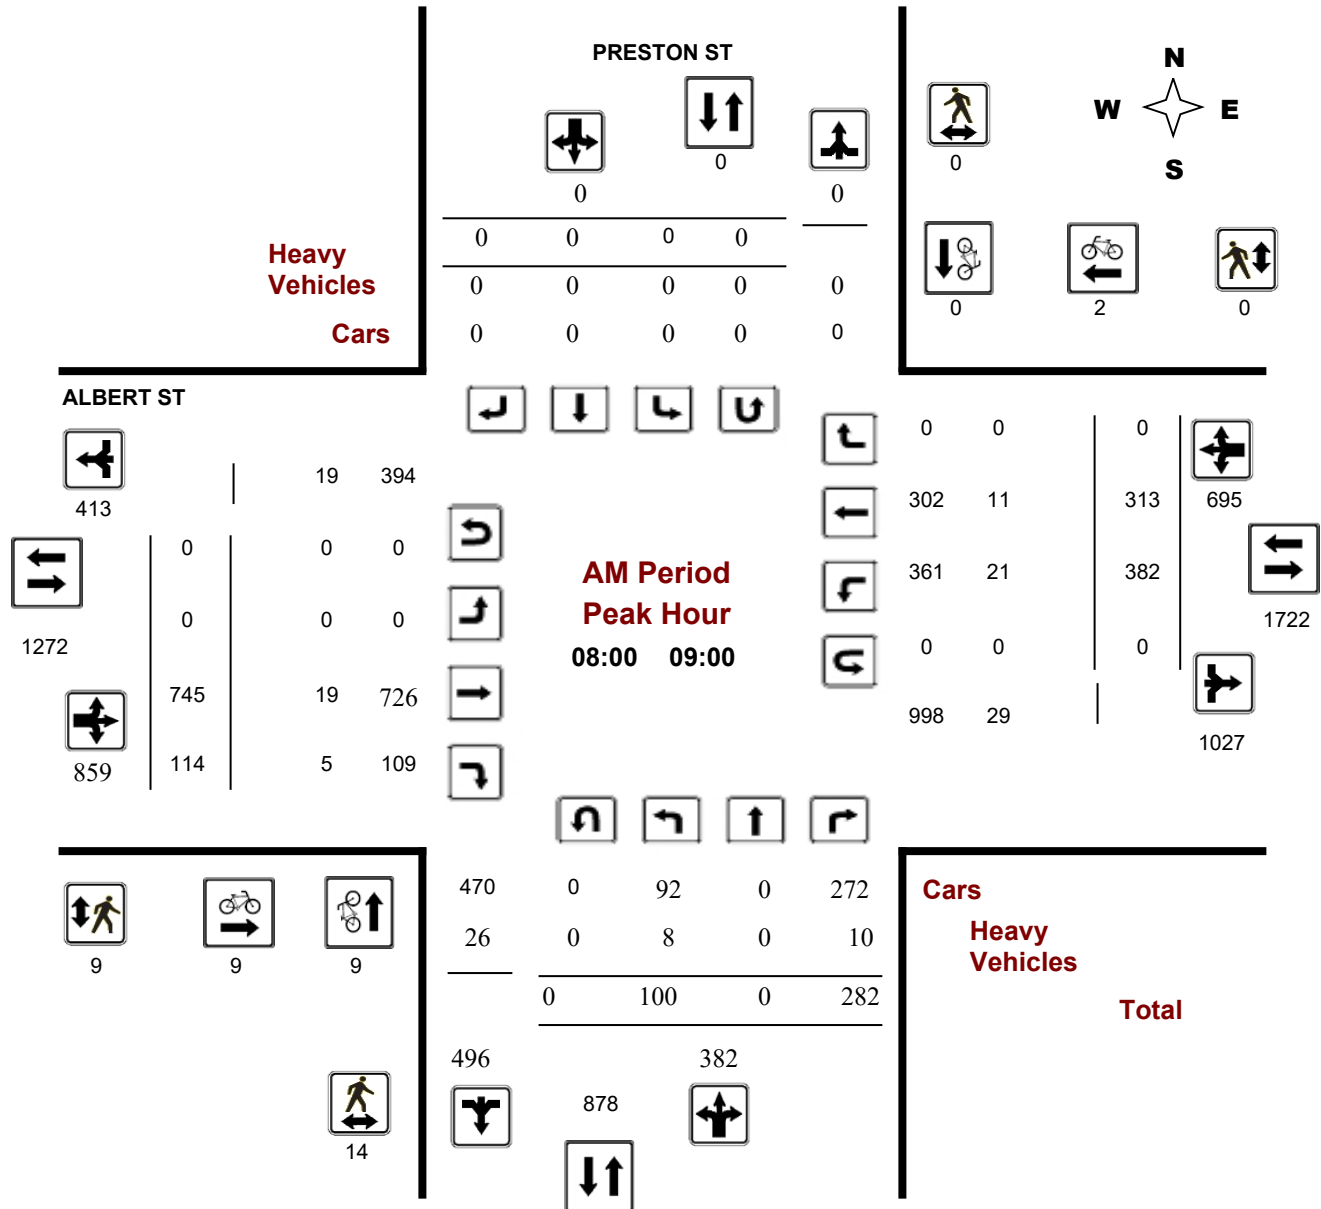 PRESTON ST
N
W E
S
0
0
0 0
0 0 0 0
Heavy
Vehicles
0 0 0 0 0
Cars
0 0 0 0 0
0 2 0
ALBERT ST
413
19 394
0 0 0
0 0 0
1272
745 19 726
859
114 5 109
AM Period
Peak Hour
08:00 09:00
0 0 0
302 11 313 695
361 21 382
1722
0 0 0
998 29
1027
470 0 92 0 272
26 0 8 0 10
0 100 0 282
496 382
878
9 9 9
14
Cars
Heavy
Vehicles
Total